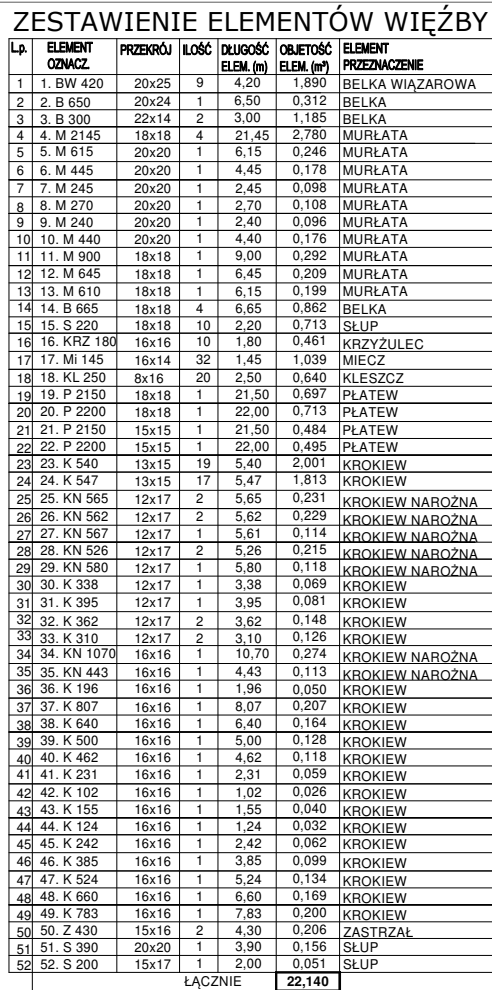 ZESTAWIENIE ELEMENTÓW WIĘŹBY
L.p. ELEMENT OZNACZ. PRZEKRÓJ ILOŚĆ DŁUGOŚĆ ELEM. (m) OBJĘTOŚĆ ELEM. (m³) ELEMENT PRZEZNACZENIE
1 1. BW 420 20x25 9 4,20 1,890 BELKA WIĄZAROWA
2 2. B 650 20x24 1 6,50 0,312 BELKA
3 3. B 300 22x14 2 3,00 1,185 BELKA
4 4. M 2145 18x18 4 21,45 2,780 MURŁATA
5 5. M 615 20x20 1 6,15 0,246 MURŁATA
6 6. M 445 20x20 1 4,45 0,178 MURŁATA
7 7. M 245 20x20 1 2,45 0,098 MURŁATA
8 8. M 270 20x20 1 2,70 0,108 MURŁATA
9 9. M 240 20x20 1 2,40 0,096 MURŁATA
10 10. M 440 20x20 1 4,40 0,176 MURŁATA
11 11. M 900 18x18 1 9,00 0,292 MURŁATA
12 12. M 645 18x18 1 6,45 0,209 MURŁATA
13 13. M 610 18x18 1 6,15 0,199 MURŁATA
14 14. B 665 18x18 4 6,65 0,862 BELKA
15 15. S 220 18x18 10 2,20 0,713 SŁUP
16 16. KRZ 180 16x16 10 1,80 0,461 KRZYŻULEC
17 17. Mi 145 16x14 32 1,45 1,039 MIECZ
18 18. KL 250 8x16 20 2,50 0,640 KLESZCZ
19 19. P 2150 18x18 1 21,50 0,697 PŁATEW
20 20. P 2200 18x18 1 22,00 0,713 PŁATEW
21 21. P 2150 15x15 1 21,50 0,484 PŁATEW
22 22. P 2200 15x15 1 22,00 0,495 PŁATEW
23 23. K 540 13x15 19 5,40 2,001 KROKIEW
24 24. K 547 13x15 17 5,47 1,813 KROKIEW
25 25. KN 565 12x17 2 5,65 0,231 KROKIEW NAROŻNA
26 26. KN 562 12x17 2 5,62 0,229 KROKIEW NAROŻNA
27 27. KN 567 12x17 1 5,61 0,114 KROKIEW NAROŻNA
28 28. KN 526 12x17 2 5,26 0,215 KROKIEW NAROŻNA
29 29. KN 580 12x17 1 5,80 0,118 KROKIEW NAROŻNA
30 30. K 338 12x17 1 3,38 0,069 KROKIEW
31 31. K 395 12x17 1 3,95 0,081 KROKIEW
32 32. K 362 12x17 2 3,62 0,148 KROKIEW
33 33. K 310 12x17 2 3,10 0,126 KROKIEW
34 34. KN 1070 16x16 1 10,70 0,274 KROKIEW NAROŻNA
35 35. KN 443 16x16 1 4,43 0,113 KROKIEW NAROŻNA
36 36. K 196 16x16 1 1,96 0,050 KROKIEW
37 37. K 807 16x16 1 8,07 0,207 KROKIEW
38 38. K 640 16x16 1 6,40 0,164 KROKIEW
39 39. K 500 16x16 1 5,00 0,128 KROKIEW
40 40. K 462 16x16 1 4,62 0,118 KROKIEW
41 41. K 231 16x16 1 2,31 0,059 KROKIEW
42 42. K 102 16x16 1 1,02 0,026 KROKIEW
43 43. K 155 16x16 1 1,55 0,040 KROKIEW
44 44. K 124 16x16 1 1,24 0,032 KROKIEW
45 45. K 242 16x16 1 2,42 0,062 KROKIEW
46 46. K 385 16x16 1 3,85 0,099 KROKIEW
47 47. K 524 16x16 1 5,24 0,134 KROKIEW
48 48. K 660 16x16 1 6,60 0,169 KROKIEW
49 49. K 783 16x16 1 7,83 0,200 KROKIEW
50 50. Z 430 15x16 2 4,30 0,206 ZASTRZAŁ
51 51. S 390 20x20 1 3,90 0,156 SŁUP
52 52. S 200 15x17 1 2,00 0,051 SŁUP
ŁĄCZNIE 22,140